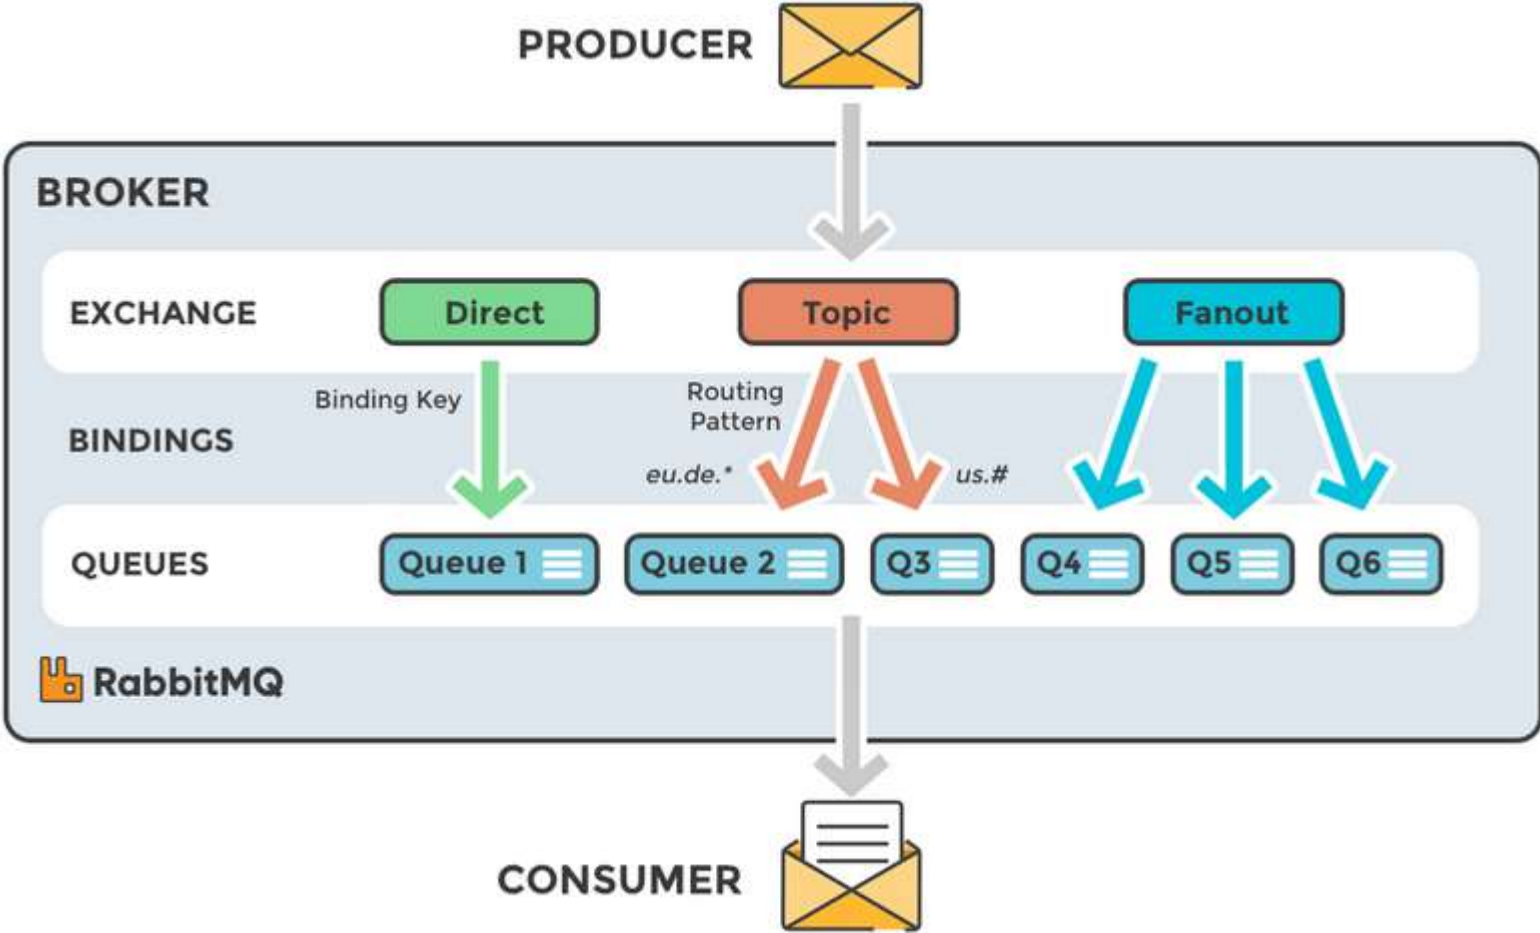 PRODUCER
BROKER
EXCHANGE
Direct
Topic
Fanout
Binding Key
Routing
Pattern
BINDINGS
eu.de.*
us.#
QUEUES
Queue 1
Queue 2
Q3
Q4
Q5
Q6
RabbitMQ
CONSUMER